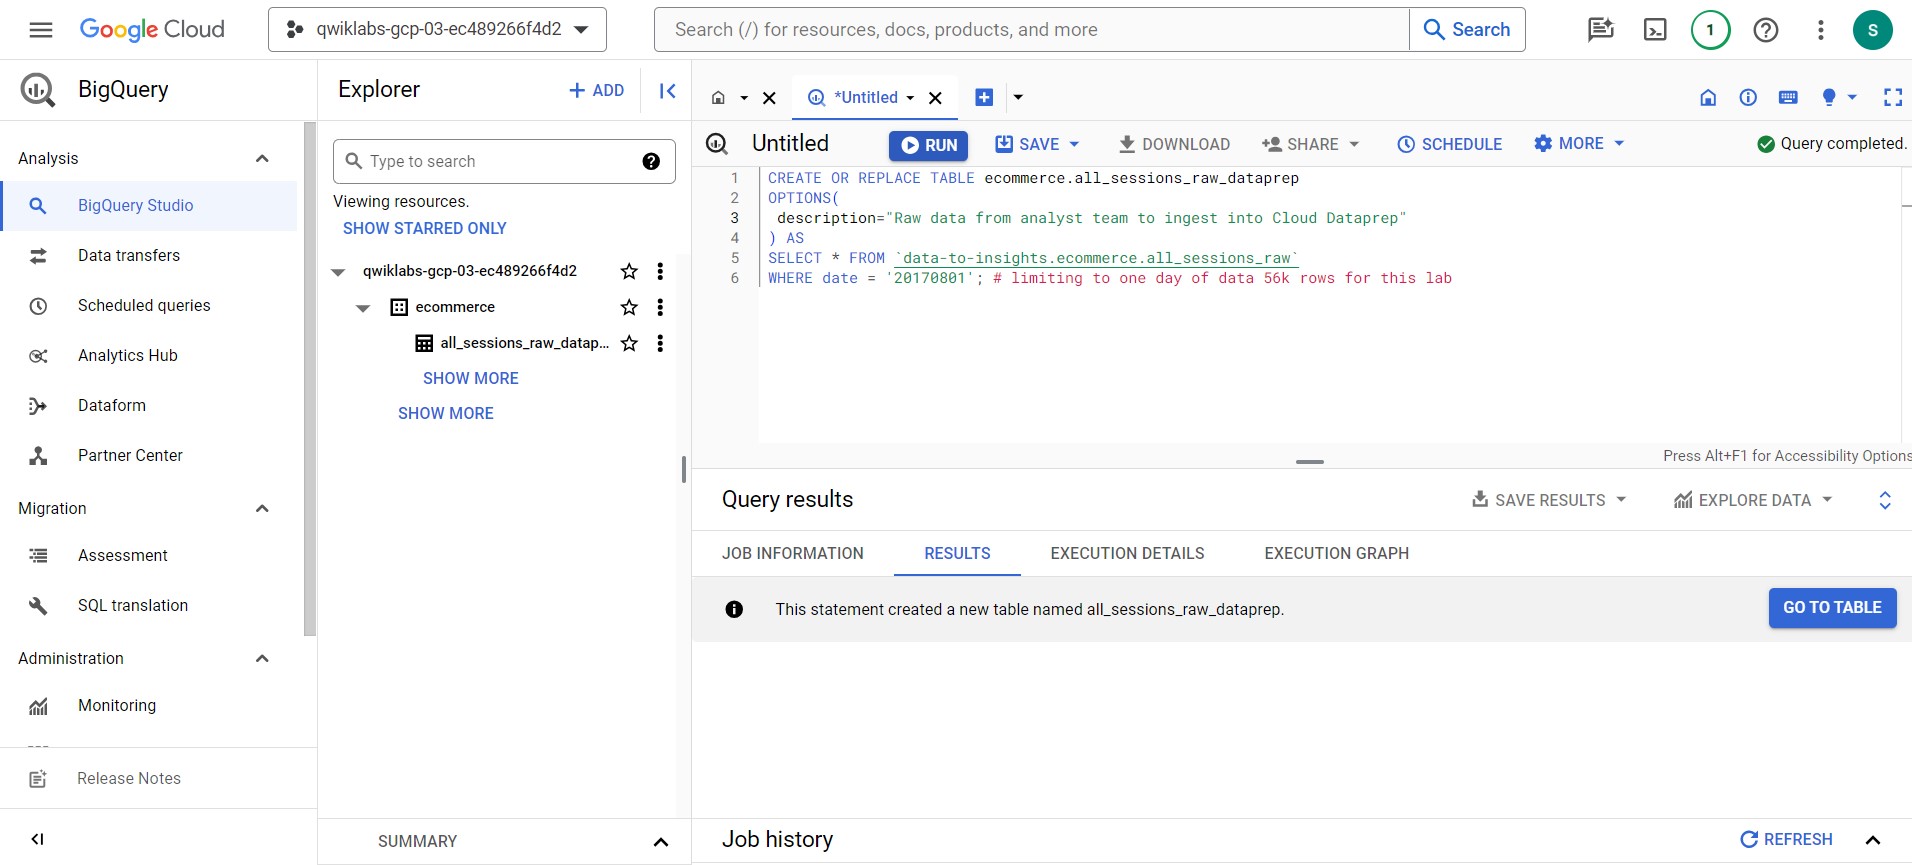 Google Cloud
qwiklabs-gcp-03-ec489266f4d2
Search (/) for resources, docs, products, and more
Search
1
S
BigQuery
Analysis
BigQuery Studio
Data transfers
Scheduled queries
Analytics Hub
Dataform
Partner Center
Migration
Assessment
SQL translation
Administration
Monitoring
Release Notes
Explorer
ADD
Type to search
Viewing resources.
SHOW STARRED ONLY
qwiklabs-gcp-03-ec489266f4d2
ecommerce
all_sessions_raw_datap...
SHOW MORE
SHOW MORE
SUMMARY
*Untitled
Untitled
RUN
SAVE
DOWNLOAD
SHARE
SCHEDULE
MORE
Query completed.
1 CREATE OR REPLACE TABLE ecommerce.all_sessions_raw_dataprep
2 OPTIONS(
3 description="Raw data from analyst team to ingest into Cloud Dataprep"
4 ) AS
5 SELECT * FROM `data-to-insights.ecommerce.all_sessions_raw`
6 WHERE date = '20170801'; # limiting to one day of data 56k rows for this lab
Press Alt+F1 for Accessibility Options
Query results
SAVE RESULTS
EXPLORE DATA
JOB INFORMATION
RESULTS
EXECUTION DETAILS
EXECUTION GRAPH
This statement created a new table named all_sessions_raw_dataprep.
GO TO TABLE
Job history
REFRESH